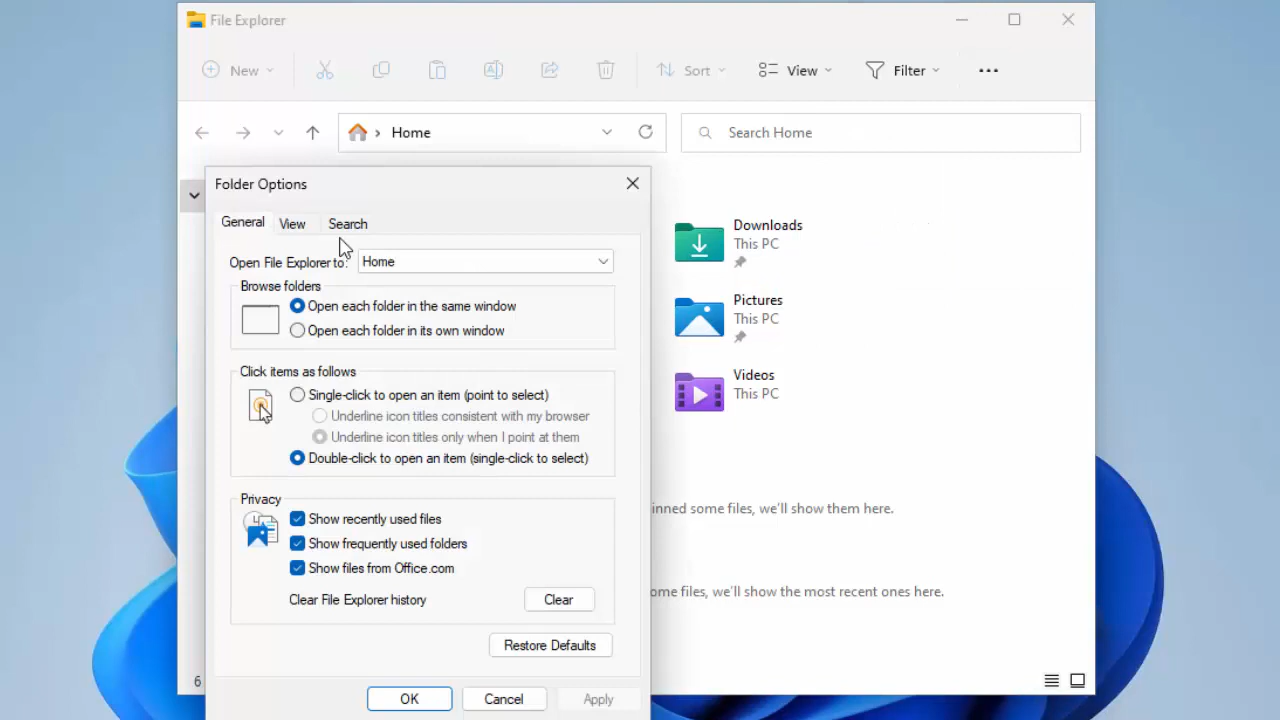 File Explorer
New
Sort
View
Filter
Home
Search Home
Folder Options
General
View
Search
Open File Explorer to:
Home
Browse folders
Open each folder in the same window
Open each folder in its own window
Click items as follows
Single-click to open an item (point to select)
Underline icon titles consistent with my browser
Underline icon titles only when I point at them
Double-click to open an item (single-click to select)
Privacy
Show recently used files
Show frequently used folders
Show files from Office.com
Clear File Explorer history
Clear
Restore Defaults
OK
Cancel
Apply
Downloads
This PC
Pictures
This PC
Videos
This PC
inned some files, we'll show them here.
ome files, we'll show the most recent ones here.
6